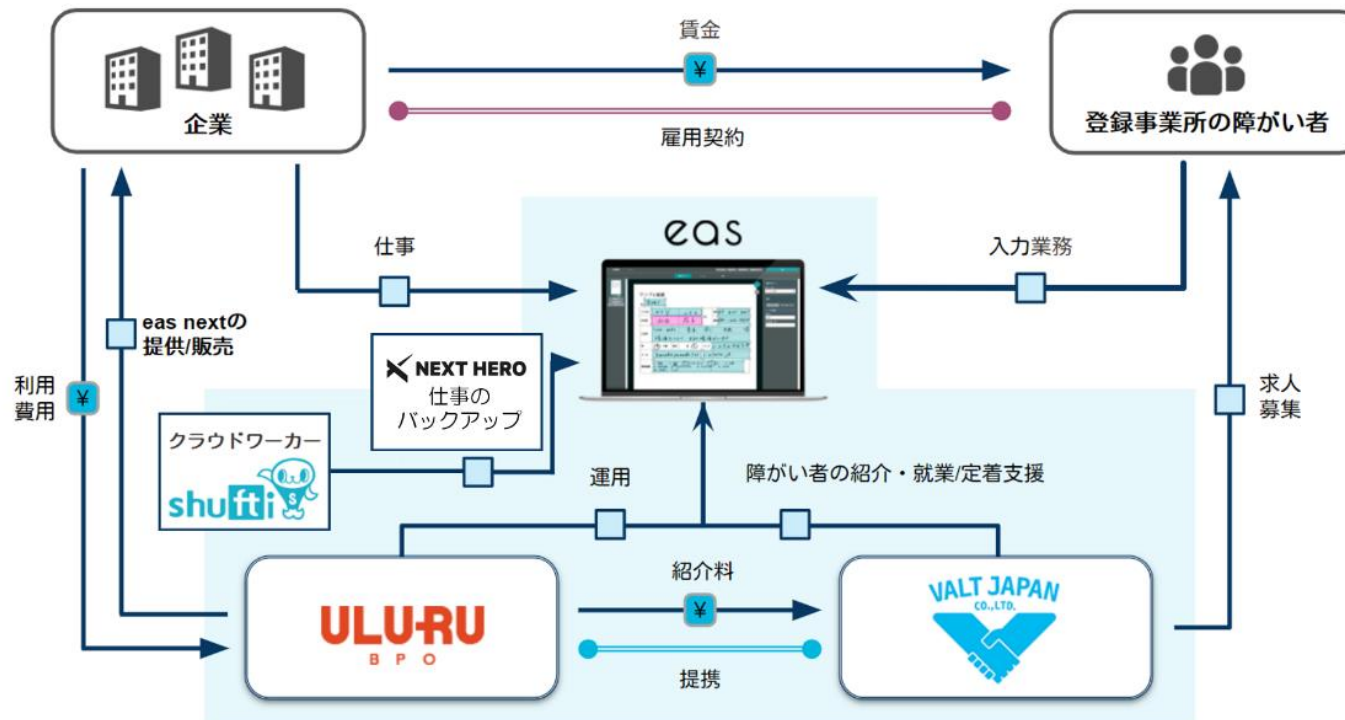 賃金
¥
企業
登録事業所の障がい者
雇用契約
eas
仕事
入力業務
eas nextの
提供/販売
NEXT HERO
仕事の
バックアップ
利用
費用
¥
求人
募集
クラウドワーカー
shufti
S
運用
障がい者の紹介・就業/定着支援
紹介料
¥
ULURU
BPO
VALT JAPAN
CO.,LTD.
提携